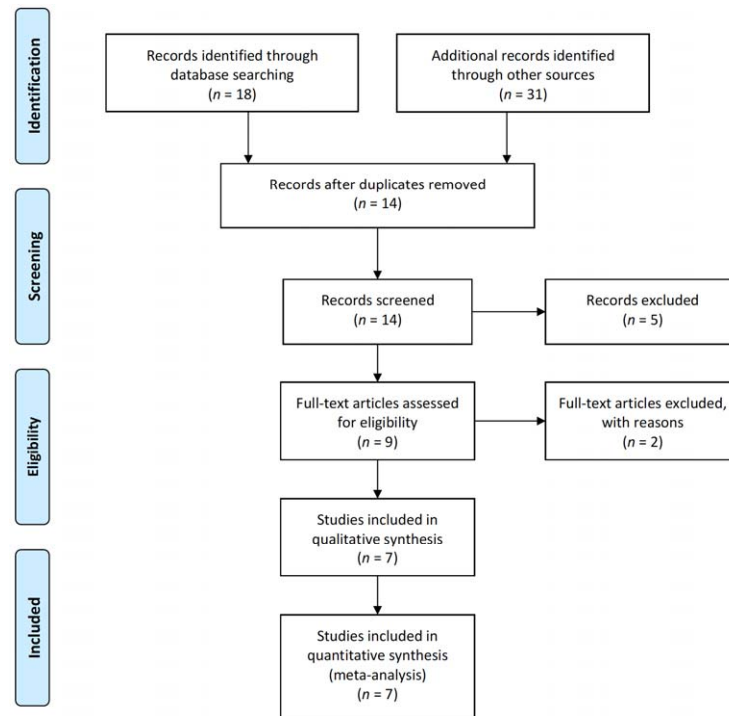 Identification
Records identified through
database searching
(n = 18)
Additional records identified
through other sources
(n = 31)
Records after duplicates removed
(n = 14)
Screening
Records screened
(n = 14)
Records excluded
(n = 5)
Eligibility
Full-text articles assessed
for eligibility
(n = 9)
Full-text articles excluded,
with reasons
(n = 2)
Studies included in
qualitative synthesis
(n = 7)
Included
Studies included in
quantitative synthesis
(meta-analysis)
(n = 7)